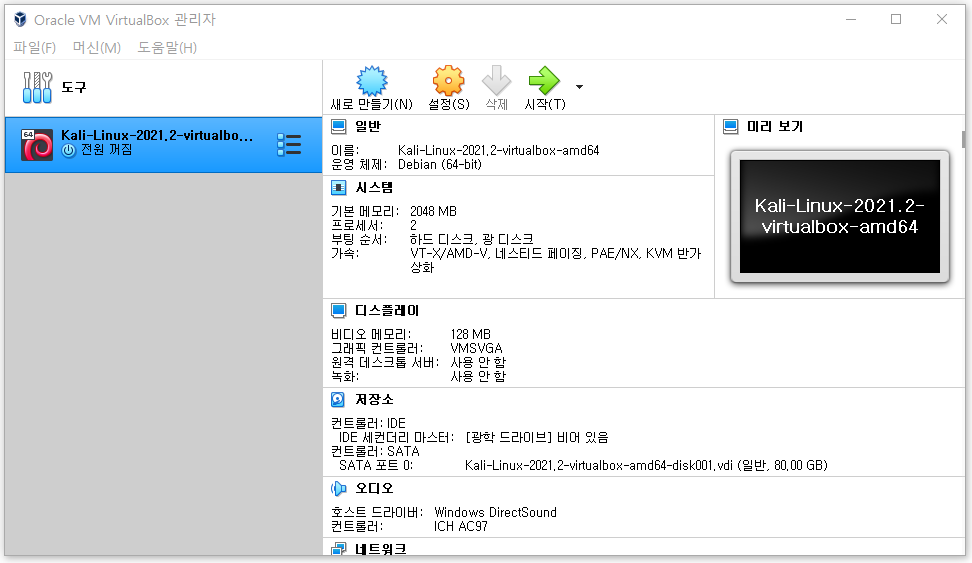 Oracle VM VirtualBox 관리자
파일(F) 머신(M) 도움말(H)
도구
새로 만들기(N) 설정(S) 삭제 시작(T)
64
Kali-Linux-2021.2-virtualbo...
전원 꺼짐
일반
이름: Kali-Linux-2021.2-virtualbox-amd64
운영 체제: Debian (64-bit)
시스템
기본 메모리: 2048 MB
프로세서: 2
부팅 순서: 하드 디스크, 광 디스크
가속: VT-X/AMD-V, 네스티드 페이징, PAE/NX, KVM 반가
상화
미리 보기
Kali-Linux-2021.2-
virtualbox-amd64
디스플레이
비디오 메모리: 128 MB
그래픽 컨트롤러: VMSVGA
원격 데스크톱 서버: 사용 안 함
녹화: 사용 안 함
저장소
컨트롤러: IDE
IDE 세컨더리 마스터: [광학 드라이브] 비어 있음
컨트롤러: SATA
SATA 포트 0: Kali-Linux-2021.2-virtualbox-amd64-disk001.vdi (일반, 80.00 GB)
오디오
호스트 드라이버: Windows DirectSound
컨트롤러: ICH AC97
네트워크